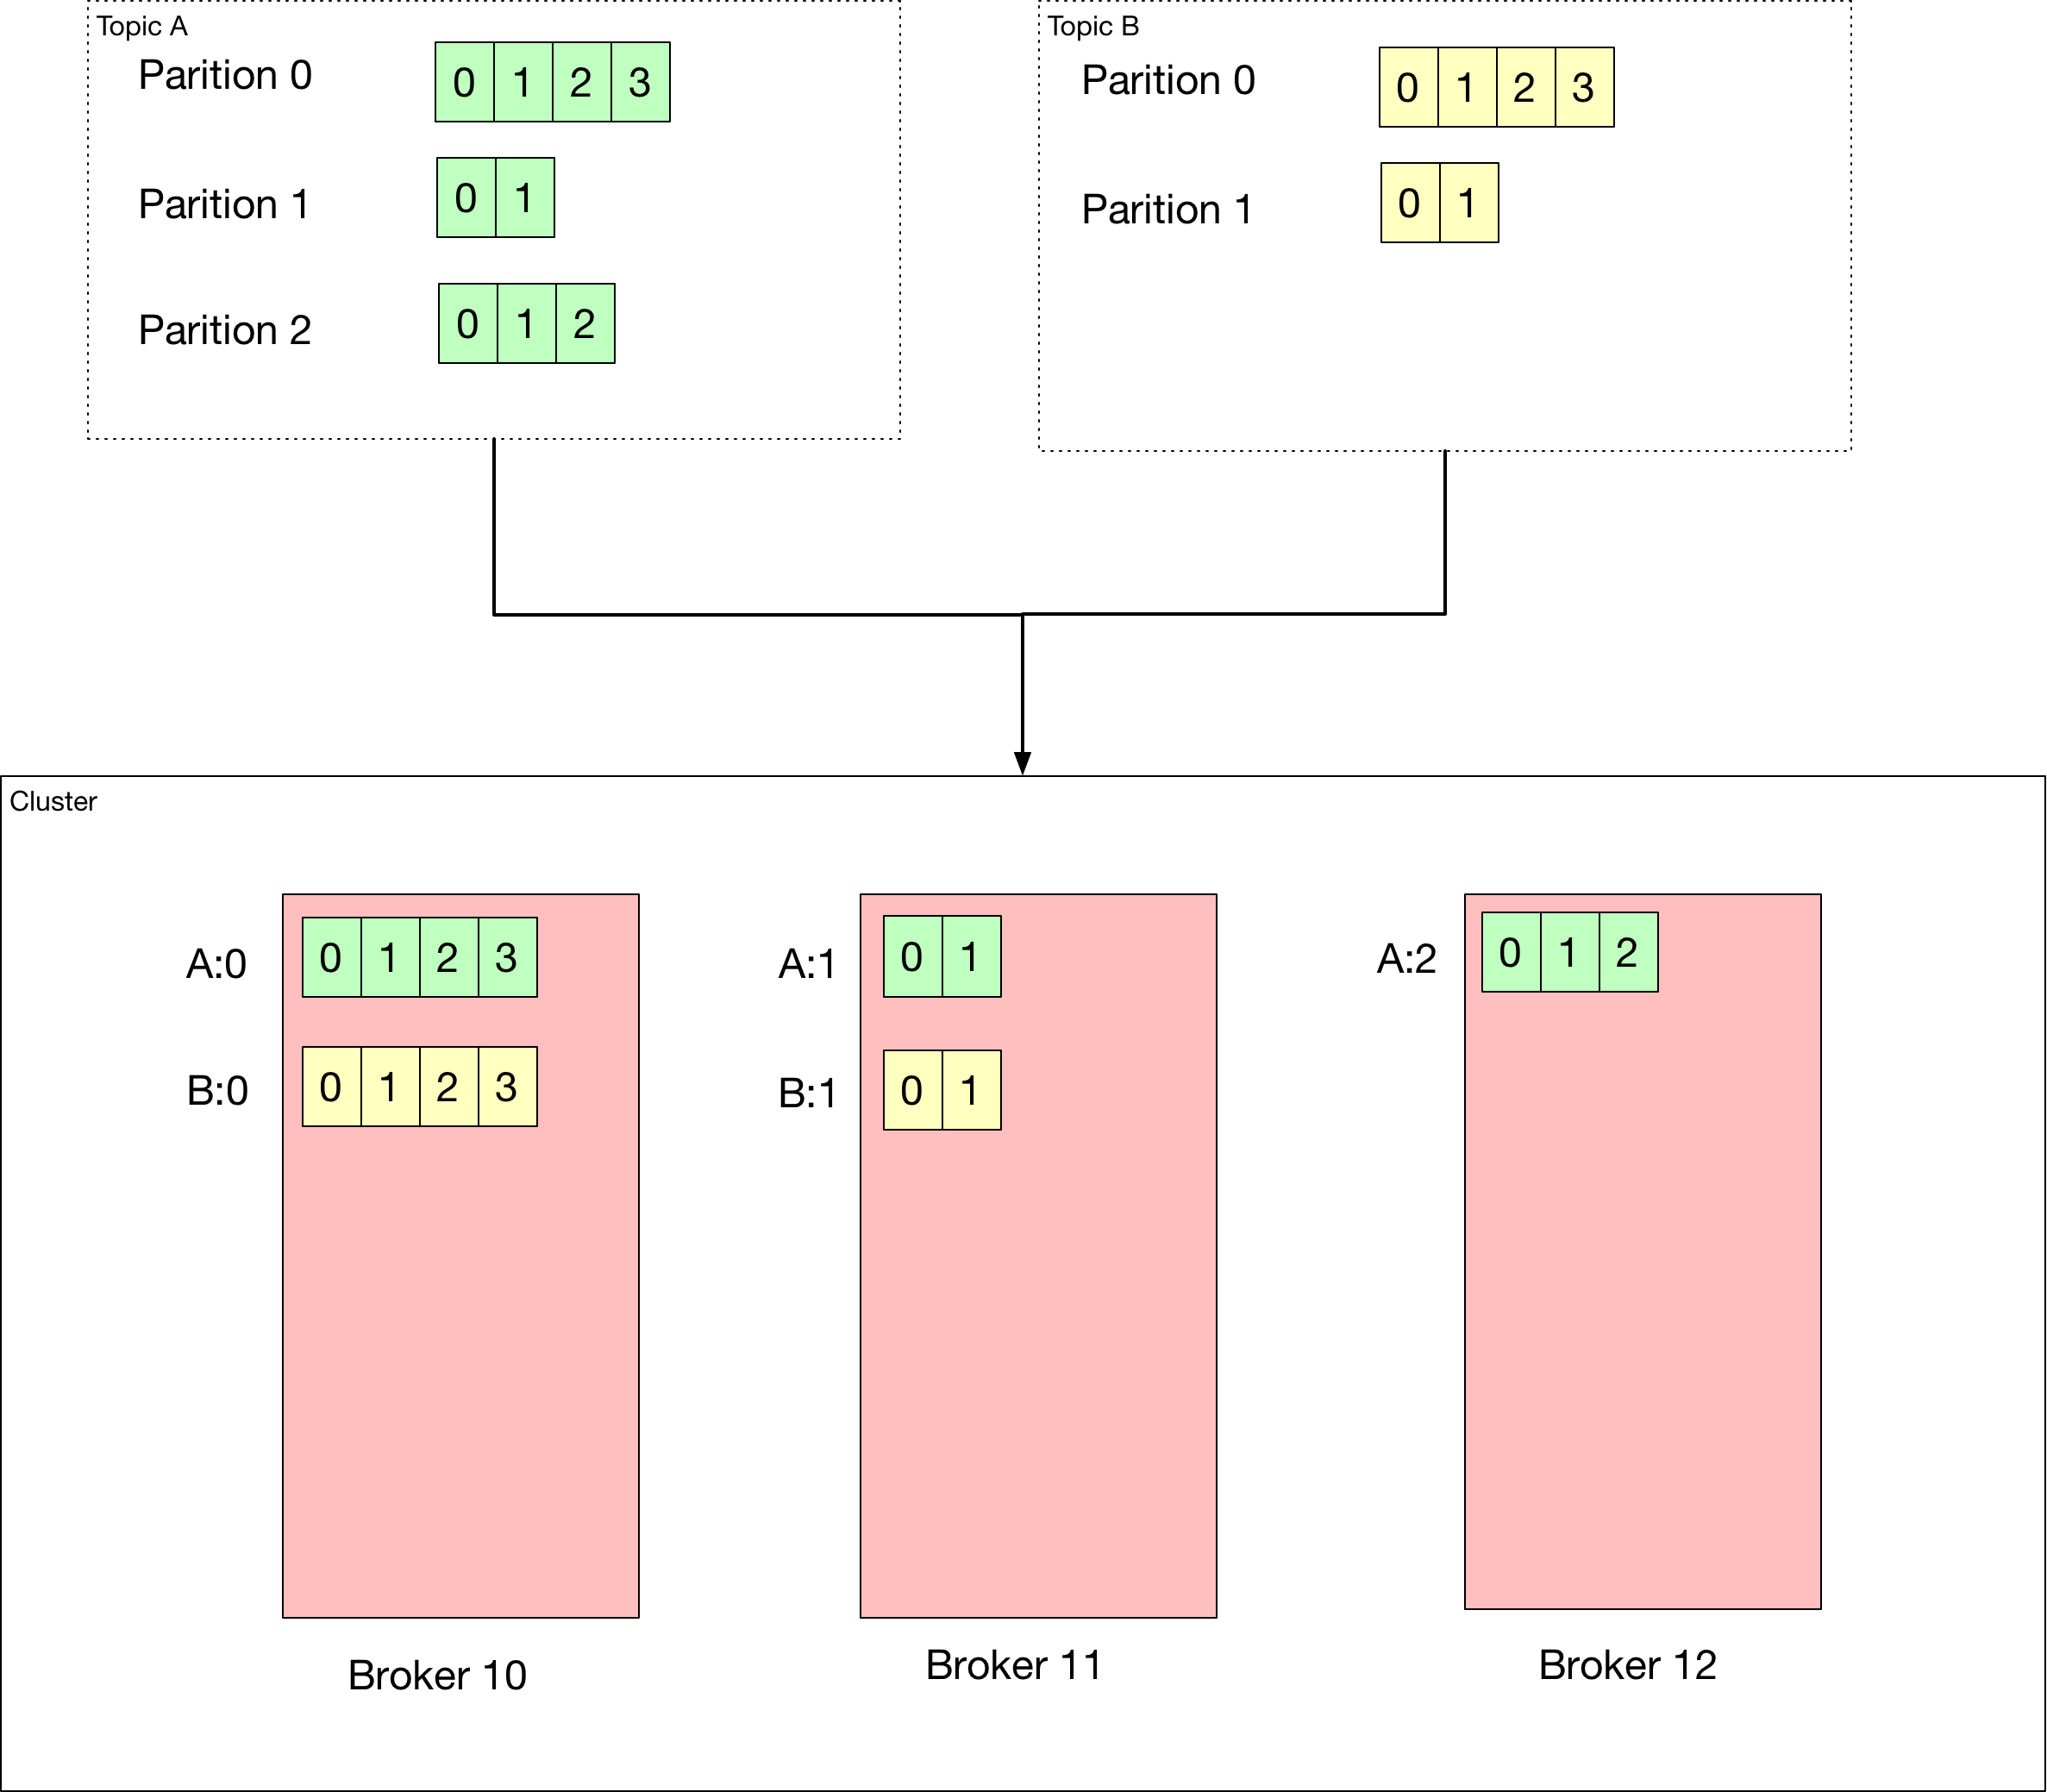 Topic A
Parition 0
0 1 2 3
Parition 1
0 1
Parition 2
0 1 2
Topic B
Parition 0
0 1 2 3
Parition 1
0 1
Cluster
A:0
0 1 2 3
B:0
0 1 2 3
Broker 10
A:1
0 1
B:1
0 1
Broker 11
A:2
0 1 2
Broker 12